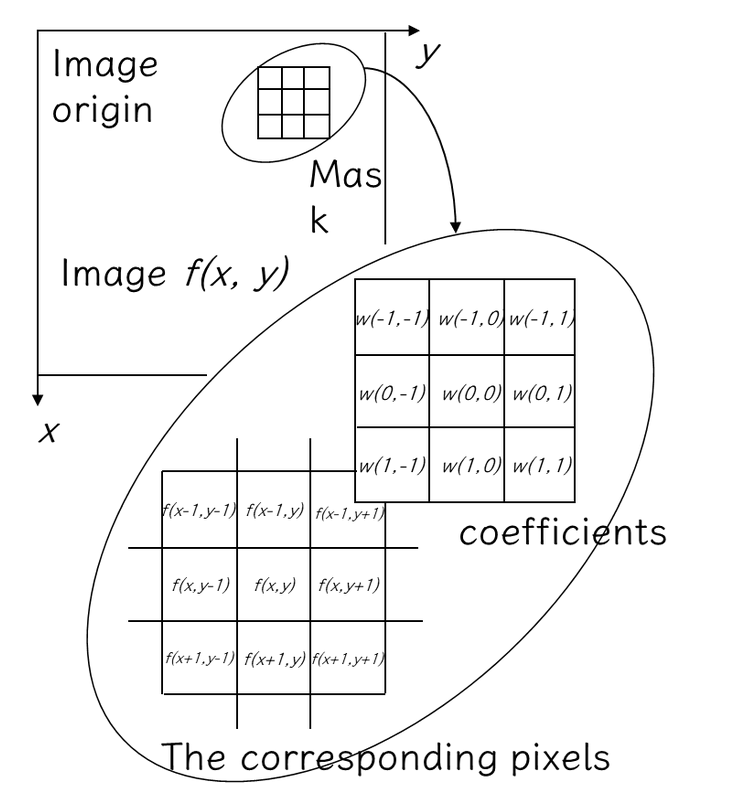 y
Image
origin
Mas
k
Image f(x, y)
x
w(-1,-1) w(-1,0) w(-1,1)
w(0,-1) w(0,0) w(0,1)
w(1,-1) w(1,0) w(1,1)
coefficients
f(x-1,y-1) f(x-1,y) f(x-1,y+1)
f(x,y-1) f(x,y) f(x,y+1)
f(x+1,y-1) f(x+1,y) f(x+1,y+1)
The corresponding pixels